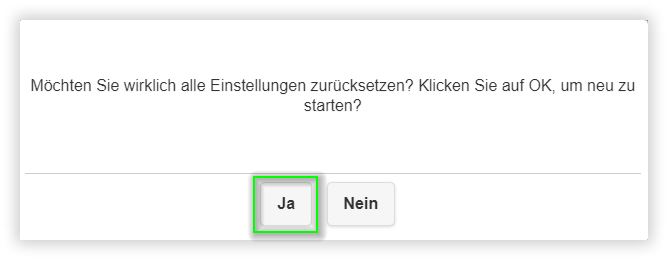 Möchten Sie wirklich alle Einstellungen zurücksetzen? Klicken Sie auf OK, um neu zu
starten?
Ja Nein